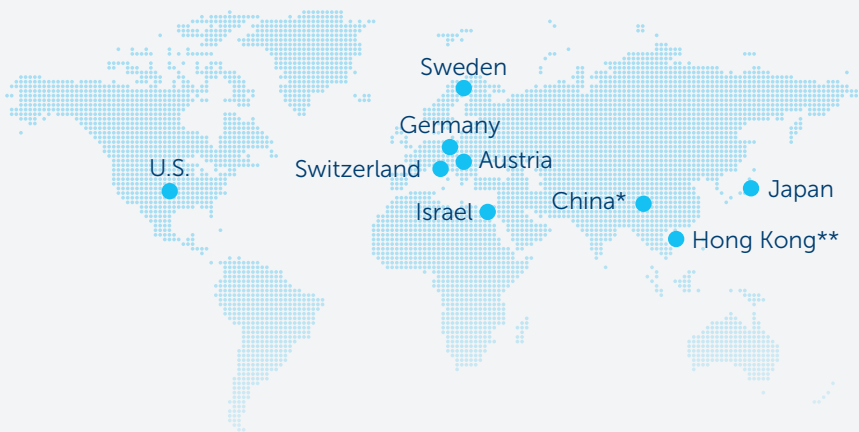 Sweden
Germany
Austria
Switzerland
U.S.
Israel
China*
Japan
Hong Kong**